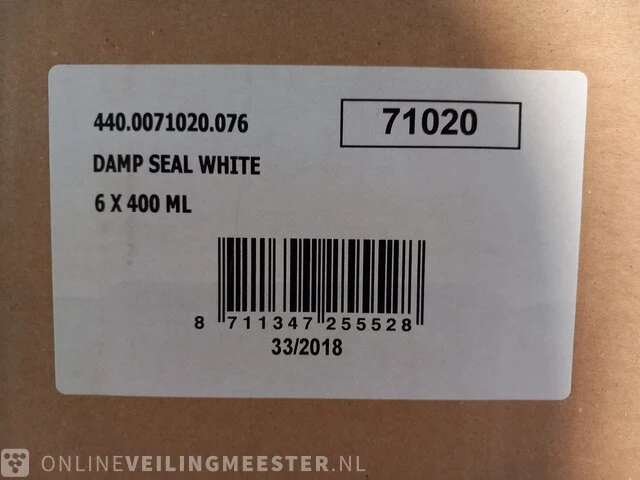 440.0071020.076
71020
DAMP SEAL WHITE
6 X 400 ML
8 711347 255528
33/2018
ONLINEVEILINGMEESTER.NL